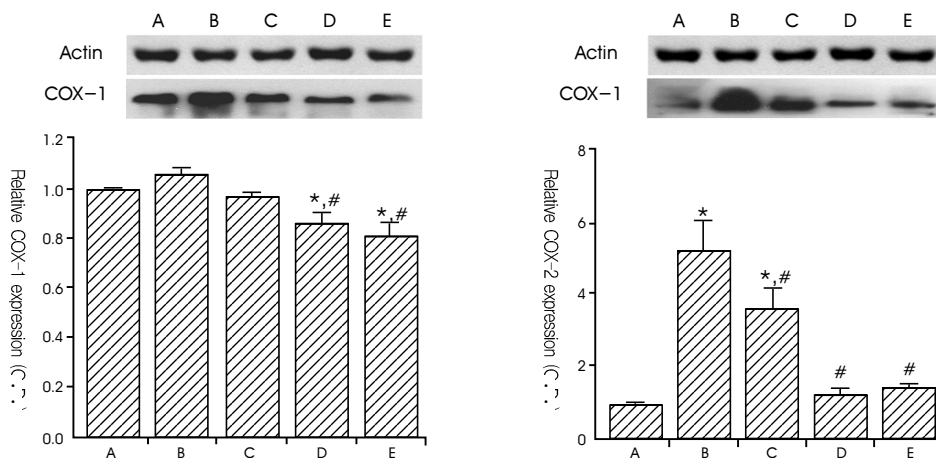 A B C D E
Actin
COX–1
Relative COX-1 expression
1.2
1.0
0.8
0.6
0.4
0.2
0.0
*,#
*,#
A B C D E
A B C D E
Actin
COX–1
Relative COX-2 expression
8
6
4
2
0
*
*,#
#
#
A B C D E